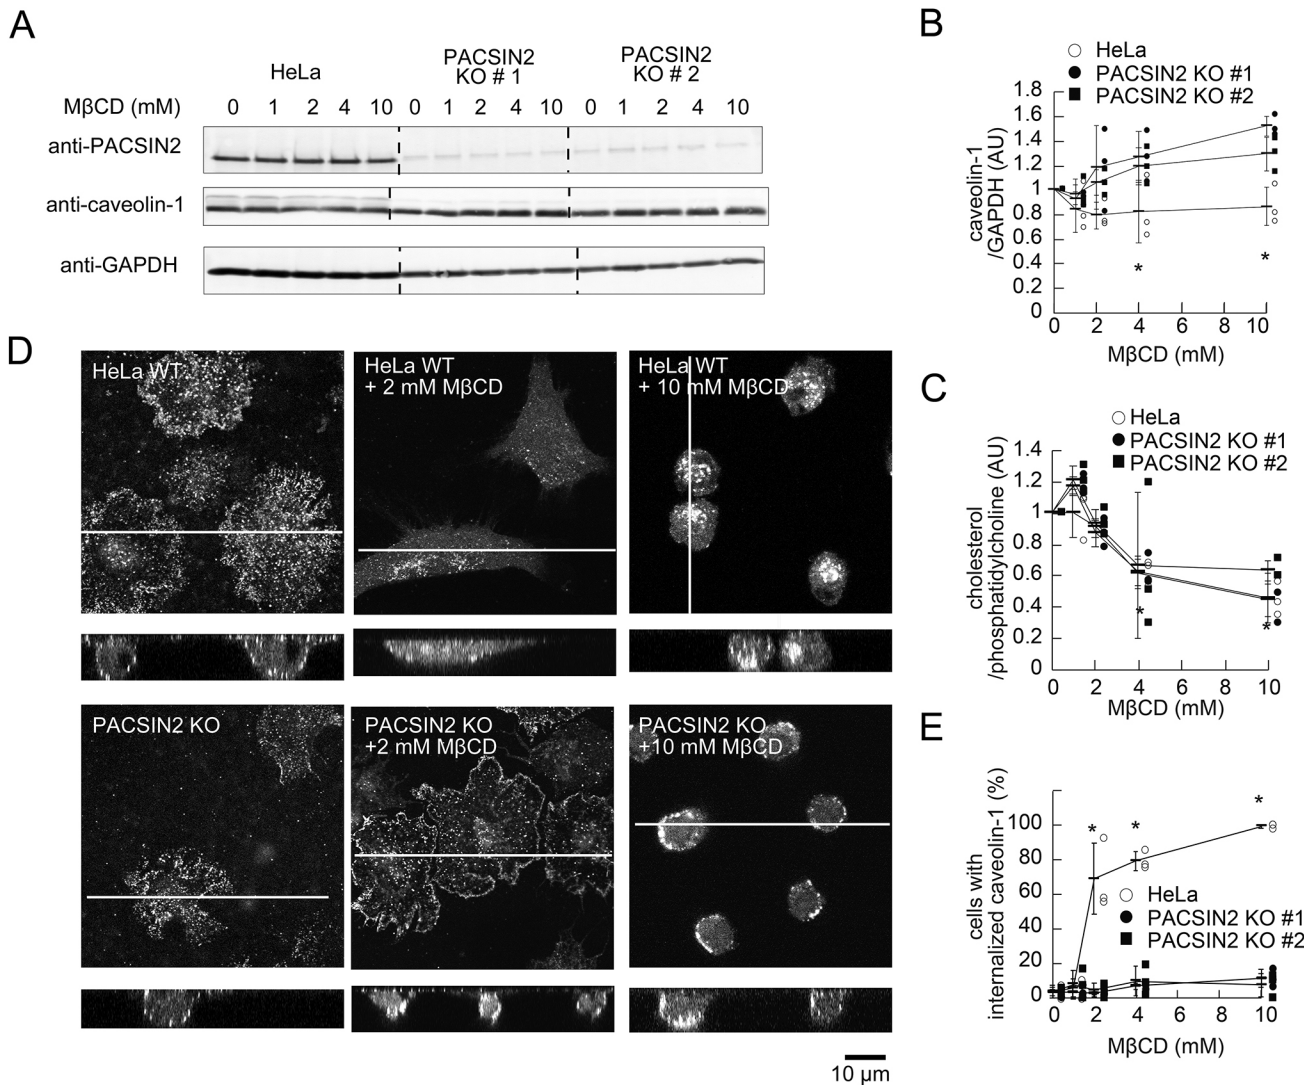 A
HeLa
PACSIN2
KO # 1
PACSIN2
KO # 2
MβCD (mM)
0 1 2 4 10 0 1 2 4 10 0 1 2 4 10
anti-PACSIN2
anti-caveolin-1
anti-GAPDH
B
HeLa
PACSIN2 KO #1
PACSIN2 KO #2
caveolin-1
/GAPDH (AU)
1.8
1.6
1.4
1.2
1
0.8
0.6
0.4
0.2
0
*
*
0 2 4 6 8 10
MβCD (mM)
C
HeLa
PACSIN2 KO #1
PACSIN2 KO #2
cholesterol
/phosphatidylcholine (AU)
1.4
1.2
1
0.8
0.6
0.4
0.2
0
*
*
0 2 4 6 8 10
MβCD (mM)
D
HeLa WT
HeLa WT
+ 2 mM MβCD
HeLa WT
+ 10 mM MβCD
PACSIN2 KO
PACSIN2 KO
+2 mM MβCD
PACSIN2 KO
+10 mM MβCD
10 μm
E
cells with
internalized caveolin-1 (%)
100
80
60
40
20
0
*
*
*
HeLa
PACSIN2 KO #1
PACSIN2 KO #2
0 2 4 6 8 10
MβCD (mM)